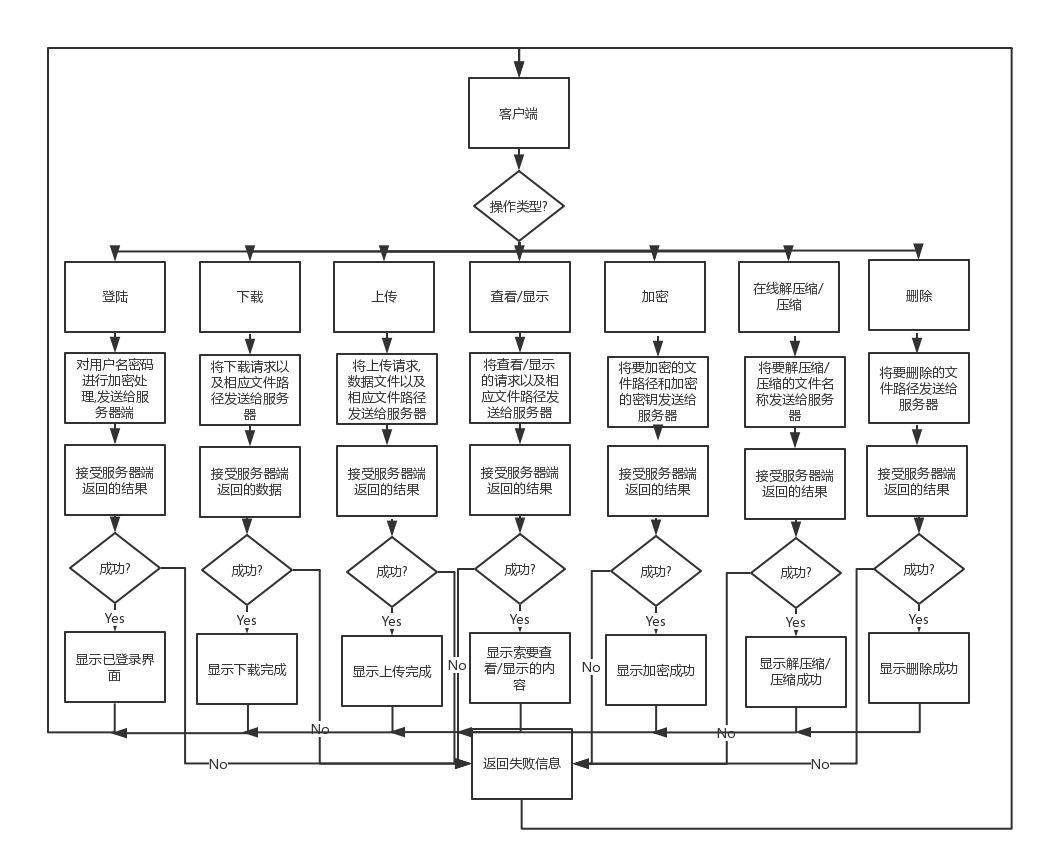 客户端
操作类型?
登陆
下载
上传
查看/显示
加密
在线解压缩/
压缩
删除
对用户名密码
进行加密处
理,发送给服
务器端
将下载请求以
及相应文件路
径发送给服务
器
将上传请求,
数据文件以及
相应文件路径
发送给服务器
将查看/显示
的请求以及相
应文件路径发
送给服务器
将要加密的文
件路径和加密
的密钥发送给
服务器
将要解压缩/
压缩的文件名
称发送给服务
器
将要删除的文
件路径发送给
服务器
接受服务器端
返回的结果
接受服务器端
返回的数据
接受服务器端
返回的结果
接受服务器端
返回的结果
接受服务器端
返回的结果
接受服务器端
返回的结果
接受服务器端
返回的结果
成功?
成功?
成功?
成功?
成功?
成功?
成功?
Yes
Yes
Yes
Yes
Yes
Yes
Yes
显示已登录界
面
显示下载完成
显示上传完成
No
显示索要查
看/显示的内
容
No
显示加密成功
显示解压缩/
压缩成功
显示删除成功
No
No
No
返回失败信息
No